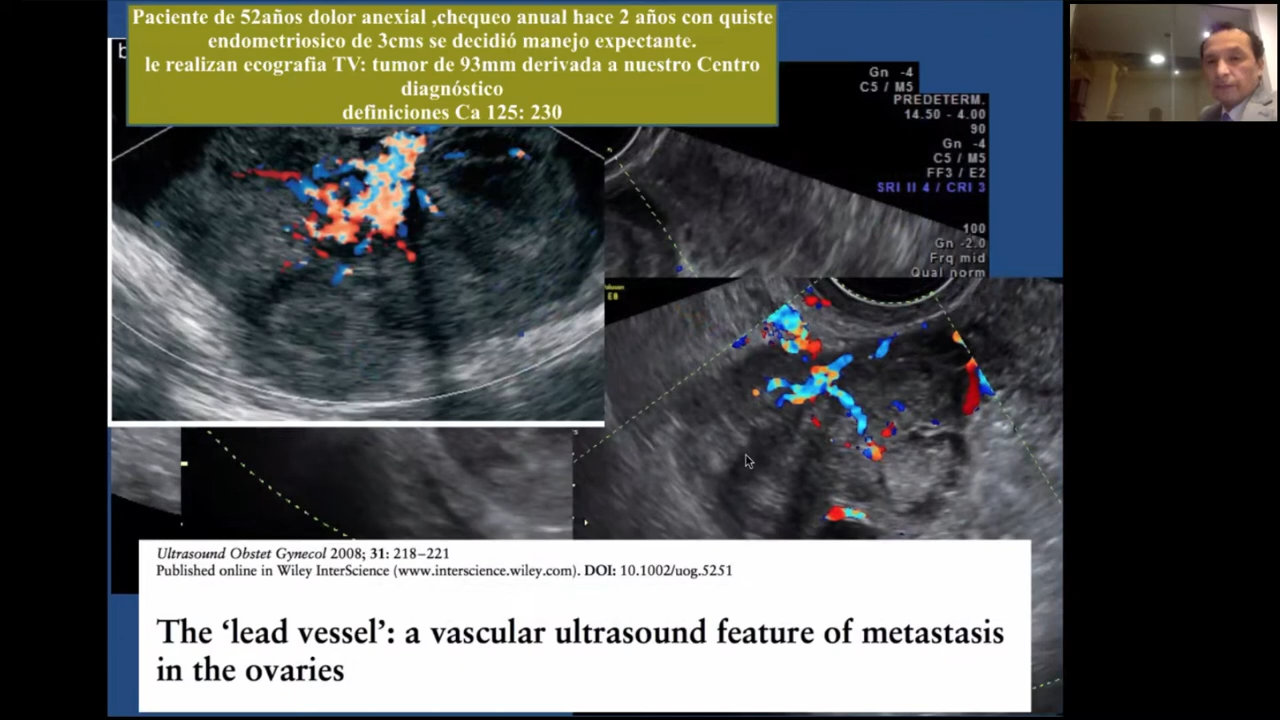 Paciente de 52años dolor anexial ,chequeo anual hace 2 años con quiste
endometriosico de 3cms se decidió manejo expectante.
le realizan ecografia TV: tumor de 93mm derivada a nuestro Centro
diagnóstico
definiciones Ca 125: 230
b
Gn -4
C5 / M5
PREDETERM.
14.50 - 4.00
90
Gn -4
C5 / M5
FF3 / E2
SRI II 4 / CRI 3
100
Gn -2.0
Frq mid
Qual norm
E8
Ultrasound Obstet Gynecol 2008; 31: 218–221
Published online in Wiley InterScience (www.interscience.wiley.com). DOI: 10.1002/uog.5251
The ‘lead vessel’: a vascular ultrasound feature of metastasis
in the ovaries